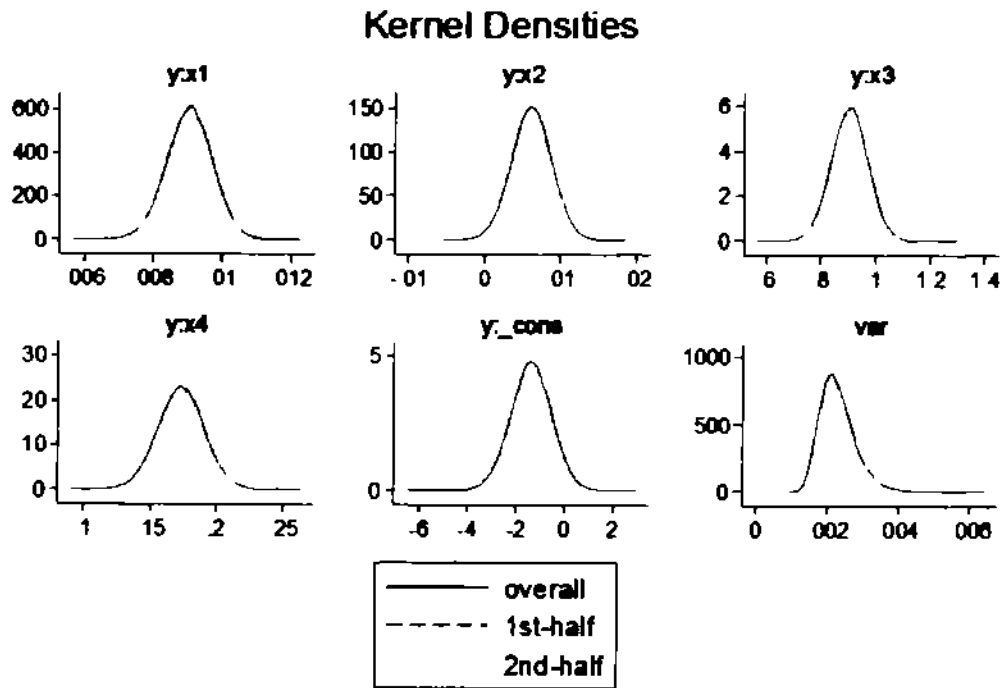 Kernel Densities
y:x1
y:x2
y:x3
600
400
200
0
006 008 01 012
150
100
50
0
-01 0 01 02
6
4
2
0
6 8 1 1 2 1 4
y:x4
y:_cons
var
30
20
10
0
1 15 .2 25
5
0
-6 -4 -2 0 2
1000
500
0
0 002 004 006
overall
1st-half
2nd-half